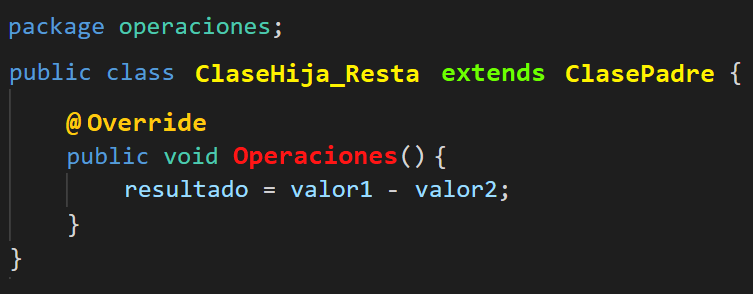 package operaciones;
public class ClaseHija_Resta extends ClasePadre {
@Override
public void Operaciones() {
resultado = valor1 - valor2;
}
}